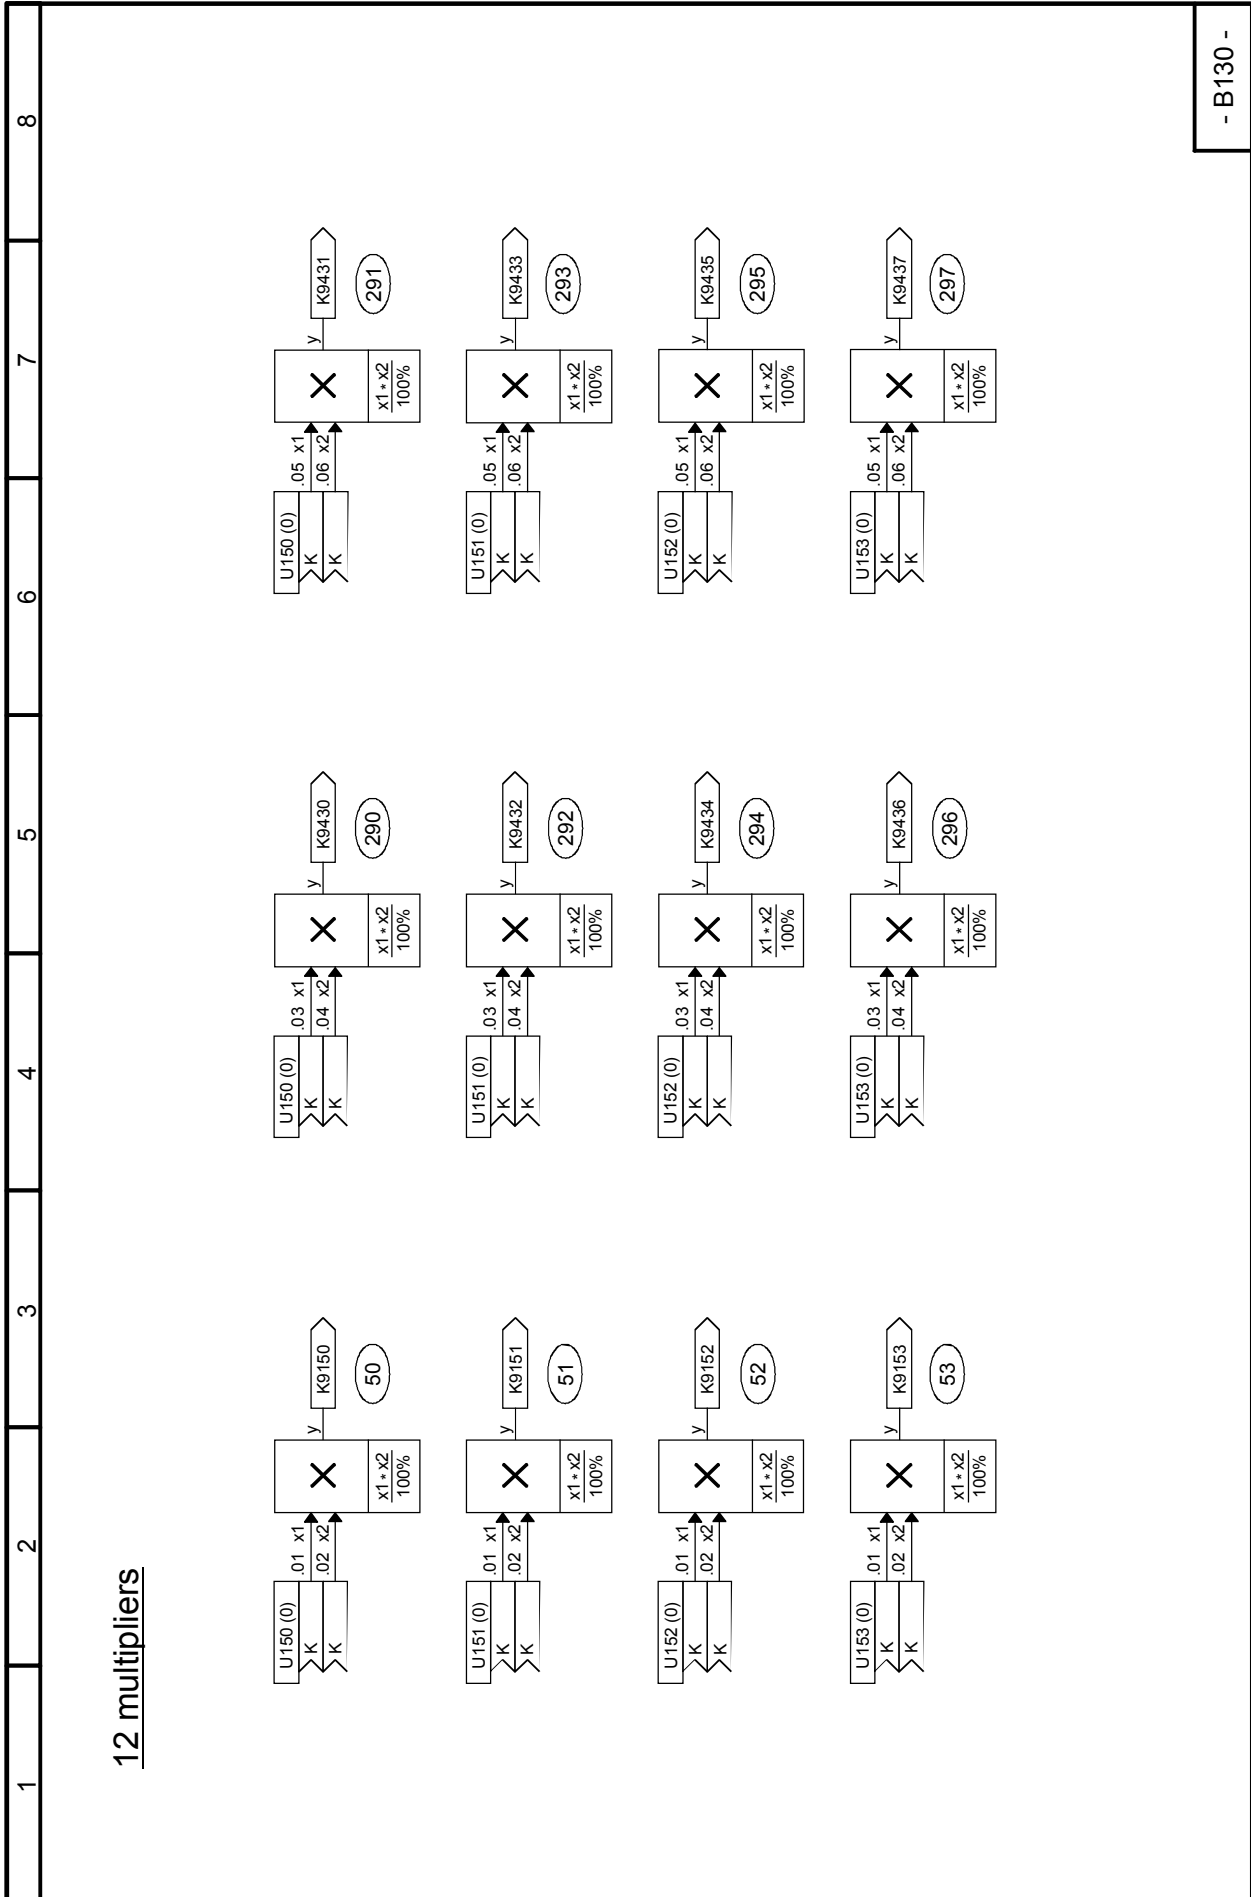 12 multipliers
1 2 3 4 5 6 7 8
U150 (0)
K .01 x1
K .02 x2
x1 * x2
100%
y
K9150
50
U150 (0)
K .03 x1
K .04 x2
x1 * x2
100%
y
K9430
290
U150 (0)
K .05 x1
K .06 x2
x1 * x2
100%
y
K9431
291
U151 (0)
K .01 x1
K .02 x2
x1 * x2
100%
y
K9151
51
U151 (0)
K .03 x1
K .04 x2
x1 * x2
100%
y
K9432
292
U151 (0)
K .05 x1
K .06 x2
x1 * x2
100%
y
K9433
293
U152 (0)
K .01 x1
K .02 x2
x1 * x2
100%
y
K9152
52
U152 (0)
K .03 x1
K .04 x2
x1 * x2
100%
y
K9434
294
U152 (0)
K .05 x1
K .06 x2
x1 * x2
100%
y
K9435
295
U153 (0)
K .01 x1
K .02 x2
x1 * x2
100%
y
K9153
53
U153 (0)
K .03 x1
K .04 x2
x1 * x2
100%
y
K9436
296
U153 (0)
K .05 x1
K .06 x2
x1 * x2
100%
y
K9437
297
- B130 -